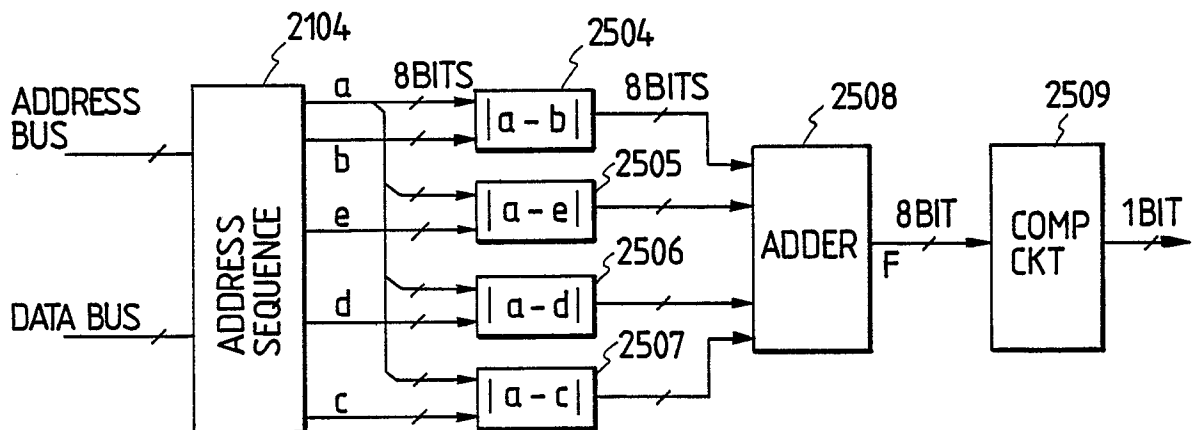 2104
2504
8BITS
8BITS
2508
2509
ADDRESS
BUS
a
|a-b|
b
2505
|a-e|
e
ADDRESS
SEQUENCE
ADDER
8BIT
F
COMP
CKT
1BIT
2506
DATA BUS
d
|a-d|
2507
|a-c|
c